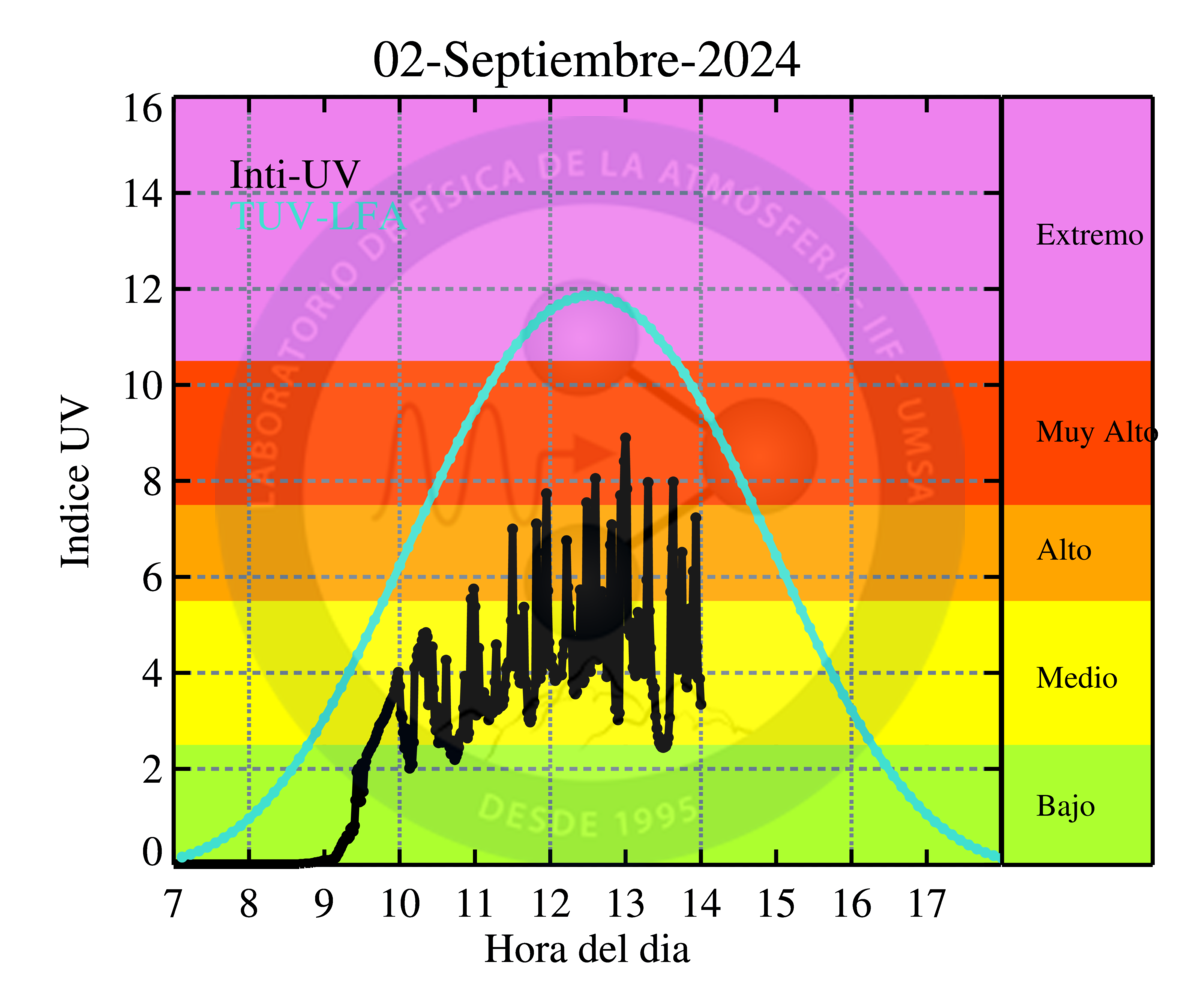 02-Septiembre-2024
16
14
12
10
8
6
4
2
0
Indice UV
Inti-UV
TUV-LFA
LABORATORIO DE FÍSICA DE LA ATMÓSFERA - IIF - UMSA
DESDE 1995
Extremo
Muy Alto
Alto
Medio
Bajo
7 8 9 10 11 12 13 14 15 16 17
Hora del dia